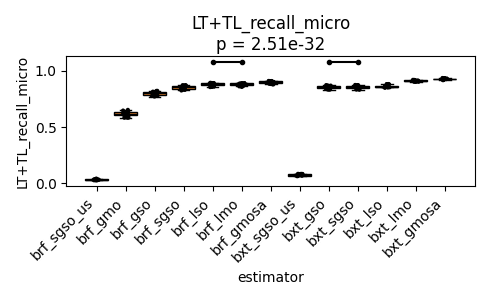 LT+TL_recall_micro
p = 2.51e-32
LT+TL_recall_micro
1.0
0.5
0.0
brf_sgso_us
brf_gmo
brf_gso
brf_sgso
brf_lso
brf_lmo
brf_gmosa
bxt_sgso_us
bxt_gso
bxt_sgso
bxt_lso
bxt_lmo
bxt_gmosa
estimator